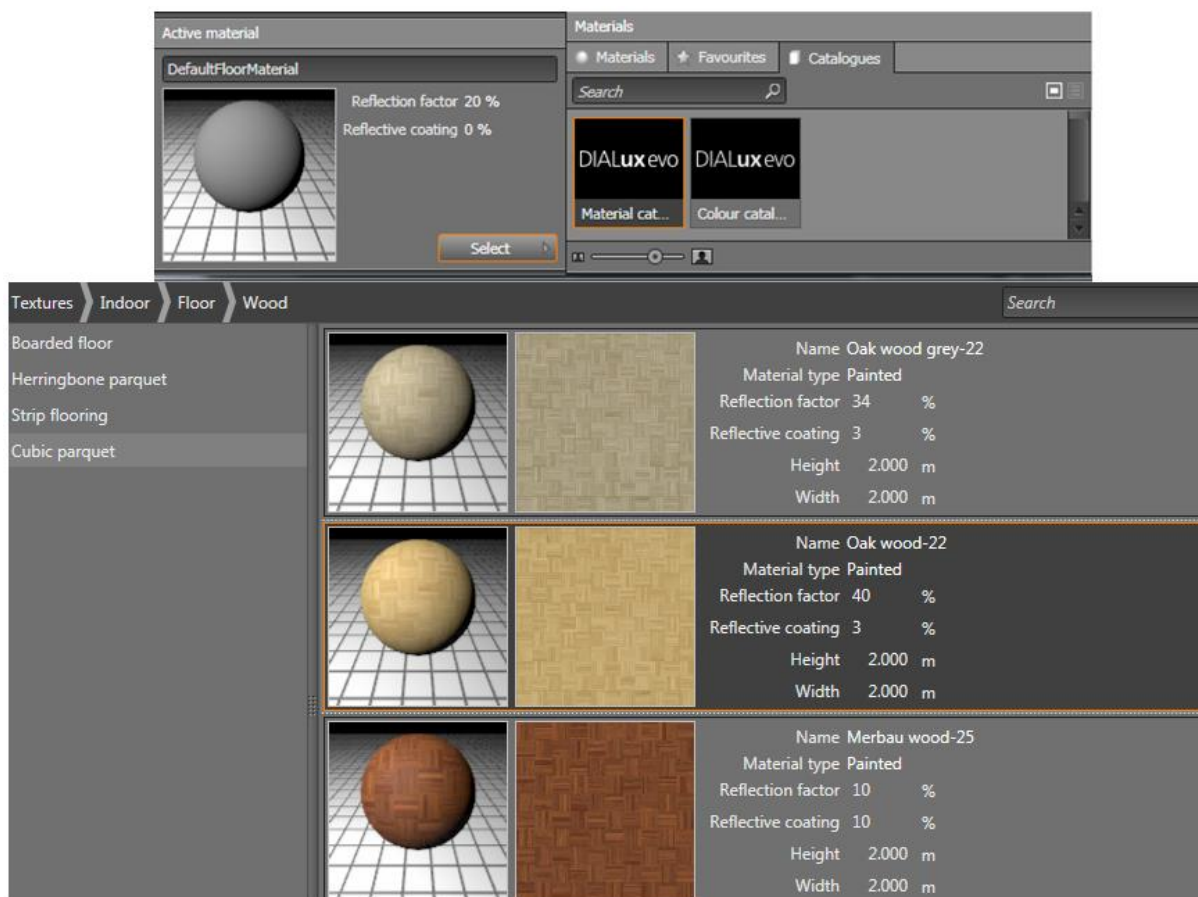 Active material
DefaultFloorMaterial
Reflection factor 20 %
Reflective coating 0 %
Select
Materials
Materials Favourites Catalogues
Search
DIALux evo DIALux evo
Material cat... Colour catal...
Textures Indoor Floor Wood
Search
Boarded floor
Herringbone parquet
Strip flooring
Cubic parquet
Name Oak wood grey-22
Material type Painted
Reflection factor 34 %
Reflective coating 3 %
Height 2.000 m
Width 2.000 m
Name Oak wood-22
Material type Painted
Reflection factor 40 %
Reflective coating 3 %
Height 2.000 m
Width 2.000 m
Name Merbau wood-25
Material type Painted
Reflection factor 10 %
Reflective coating 10 %
Height 2.000 m
Width 2.000 m